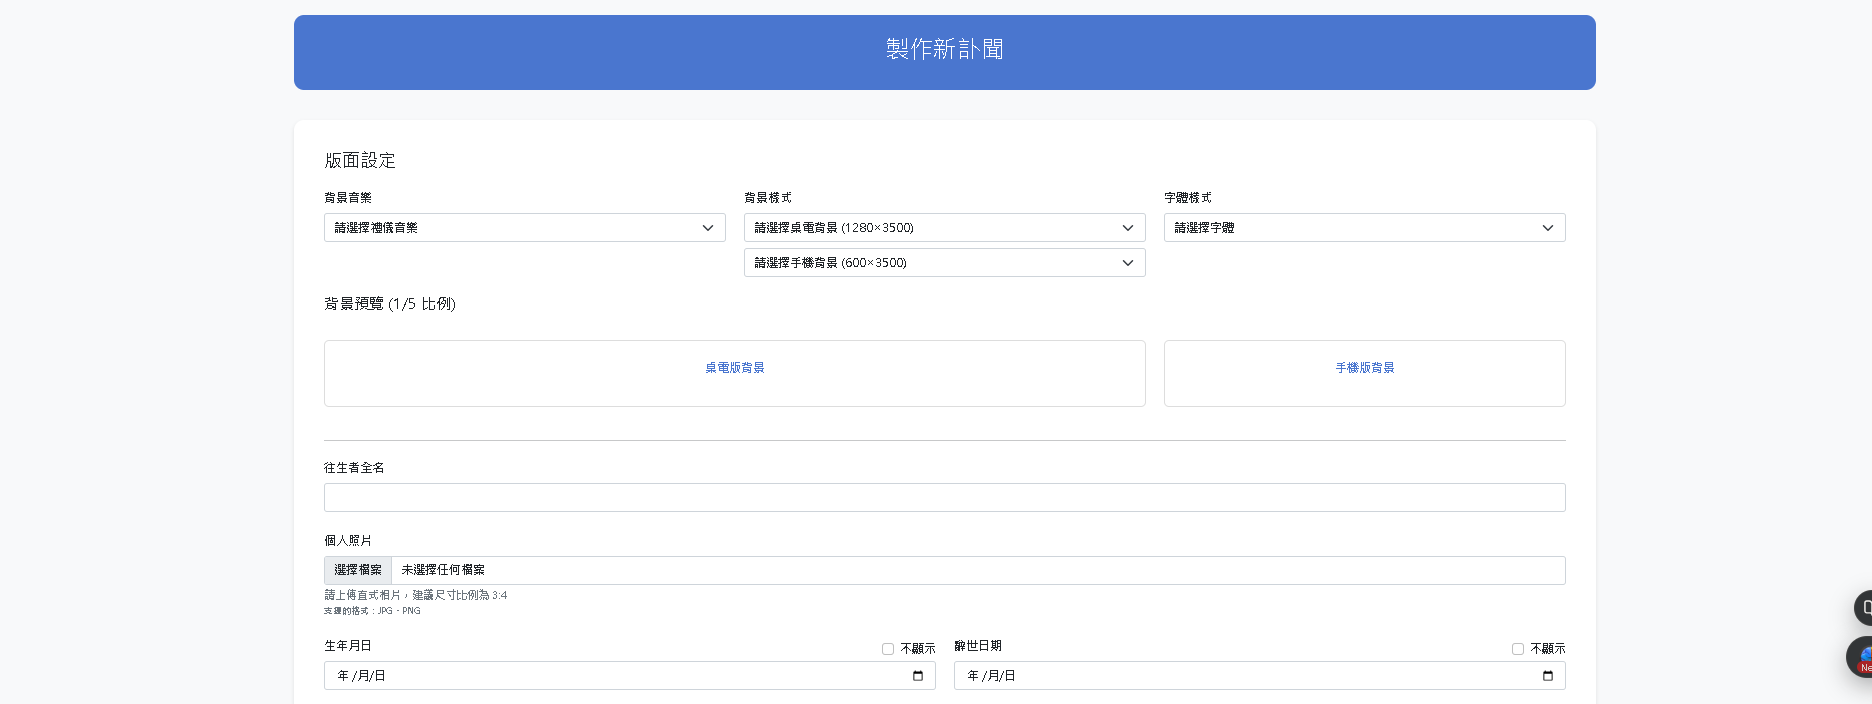 製作新訃聞
版面設定
背景音樂
背景樣式
字體樣式
請選擇禮儀音樂
請選擇桌電背景 (1280×3500)
請選擇字體
請選擇手機背景 (600×3500)
背景預覽 (1/5 比例)
桌電版背景
手機版背景
往生者全名
個人照片
選擇檔案 未選擇任何檔案
請上傳直式相片，建議尺寸比例為 3:4
支援的格式：JPG、PNG
生年月日
不顯示
辭世日期
不顯示
年 /月/日
年 /月/日